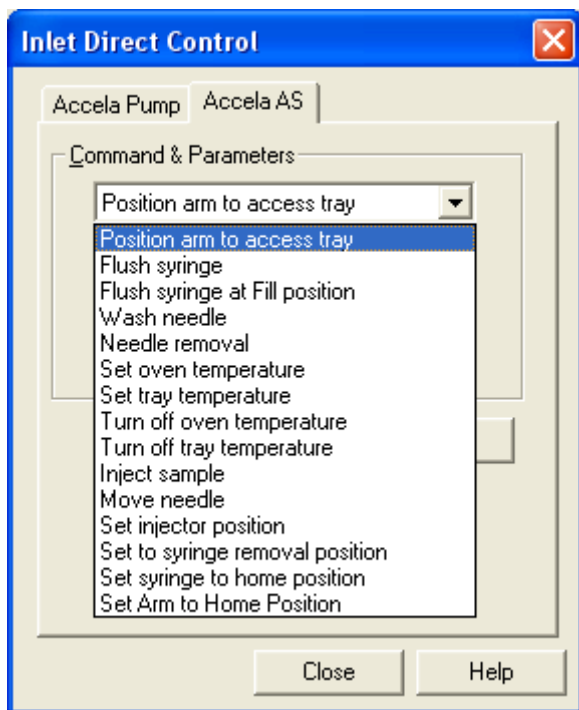 Inlet Direct Control
Accela Pump
Accela AS
Command & Parameters
Position arm to access tray
Position arm to access tray
Flush syringe
Flush syringe at Fill position
Wash needle
Needle removal
Set oven temperature
Set tray temperature
Turn off oven temperature
Turn off tray temperature
Inject sample
Move needle
Set injector position
Set to syringe removal position
Set syringe to home position
Set Arm to Home Position
Close
Help